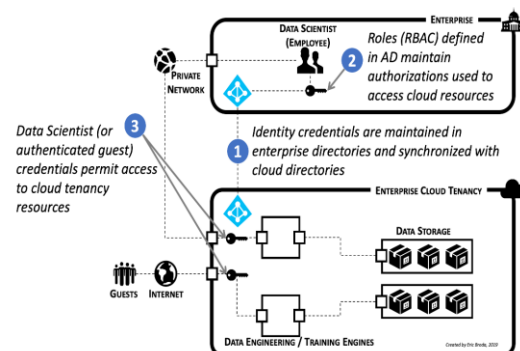 ENTERPRISE
DATA SCIENTIST
(EMPLOYEE)
Roles (RBAC) defined
in AD maintain
authorizations used to
access cloud resources
2
PRIVATE
NETWORK
3
Data Scientist (or
authenticated guest)
credentials permit access
to cloud tenancy
resources
1
Identity credentials are maintained in
enterprise directories and synchronized with
cloud directories
ENTERPRISE CLOUD TENANCY
DATA STORAGE
GUESTS
INTERNET
DATA ENGINEERING / TRAINING ENGINES
Created by Eric Broda, 2020